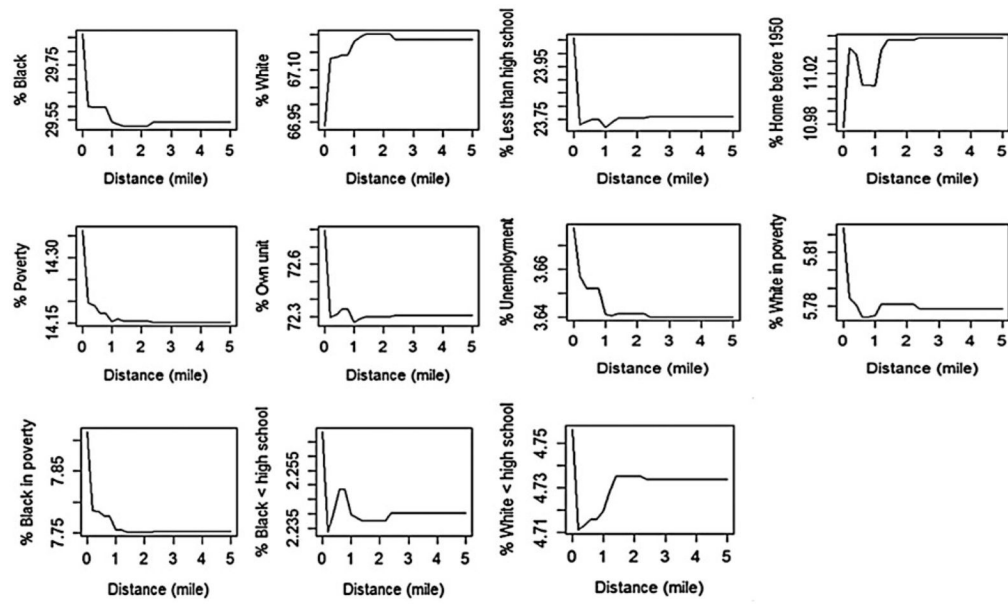 % Black
29.75
29.55
0 1 2 3 4 5
Distance (mile)
% White
67.10
66.95
0 1 2 3 4 5
Distance (mile)
% Less than high school
23.95
23.75
0 1 2 3 4 5
Distance (mile)
% Home before 1950
11.02
10.98
0 1 2 3 4 5
Distance (mile)
% Poverty
14.30
14.15
0 1 2 3 4 5
Distance (mile)
% Own unit
72.6
72.3
0 1 2 3 4 5
Distance (mile)
% Unemployment
3.66
3.64
0 1 2 3 4 5
Distance (mile)
% White in poverty
5.81
5.78
0 1 2 3 4 5
Distance (mile)
% Black in poverty
7.85
7.75
0 1 2 3 4 5
Distance (mile)
% Black < high school
2.255
2.235
0 1 2 3 4 5
Distance (mile)
% White < high school
4.75
4.73
4.71
0 1 2 3 4 5
Distance (mile)